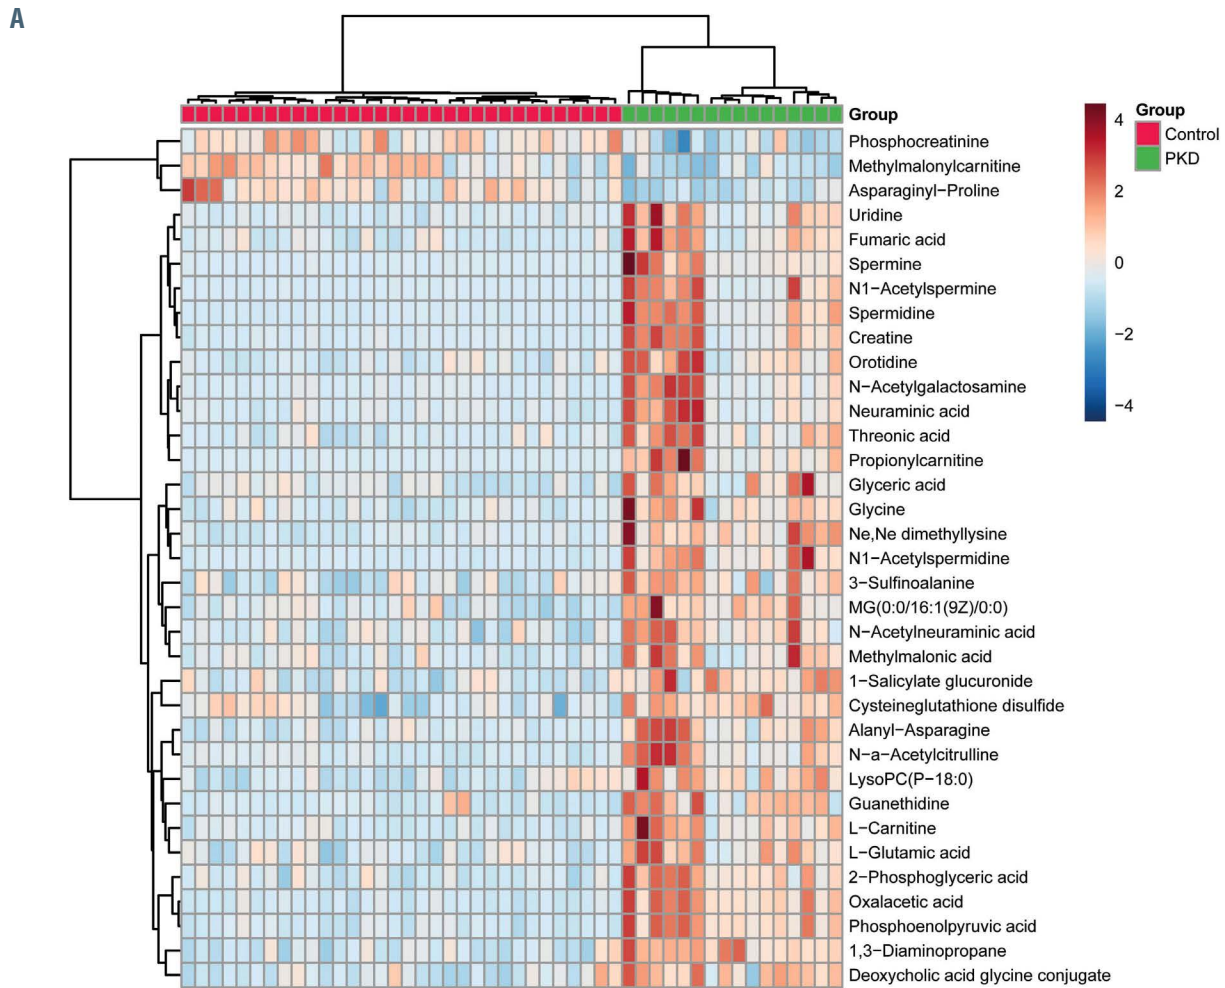 A
Group
Phosphocreatinine
Methylmalonylcarnitine
Asparaginyl−Proline
Uridine
Fumaric acid
Spermine
N1−Acetylspermine
Spermidine
Creatine
Orotidine
N−Acetylgalactosamine
Neuraminic acid
Threonic acid
Propionylcarnitine
Glyceric acid
Glycine
Ne,Ne dimethyllysine
N1−Acetylspermidine
3−Sulfinoalanine
MG(0:0/16:1(9Z)/0:0)
N−Acetylneuraminic acid
Methylmalonic acid
1−Salicylate glucuronide
Cysteineglutathione disulfide
Alanyl−Asparagine
N−a−Acetylcitrulline
LysoPC(P−18:0)
Guanethidine
L−Carnitine
L−Glutamic acid
2−Phosphoglyceric acid
Oxalacetic acid
Phosphoenolpyruvic acid
1,3−Diaminopropane
Deoxycholic acid glycine conjugate
4
2
0
−2
−4
Group
Control
PKD